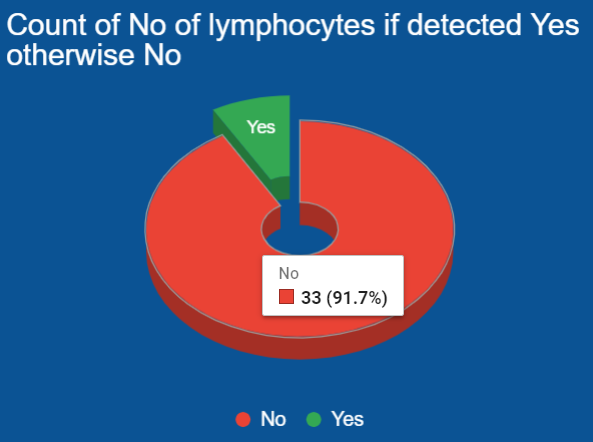 Count of No of lymphocytes if detected Yes
otherwise No
Yes
No
33 (91.7%)
No Yes